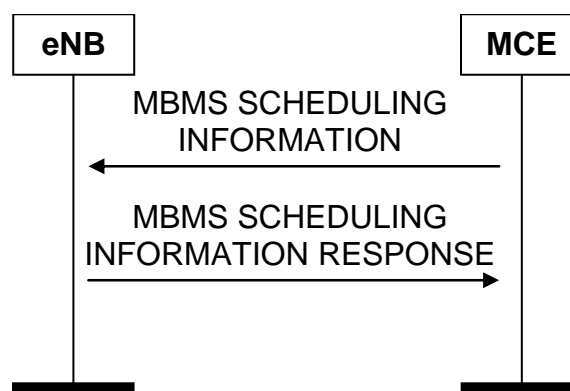 eNB
MCE
MBMS SCHEDULING
INFORMATION
MBMS SCHEDULING
INFORMATION RESPONSE